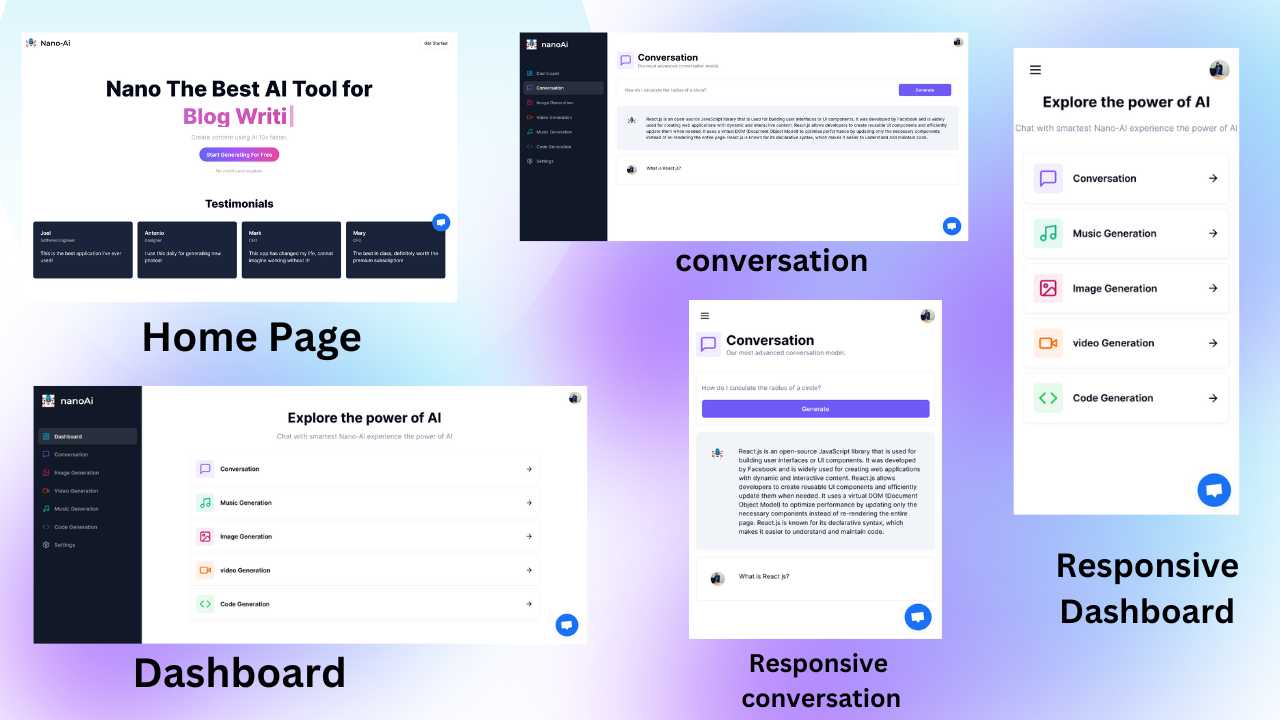 Nano-Ai
Get Started
Nano The Best AI Tool for
Blog Writi
Create content using AI 10x faster.
Start Generating For Free
No credit card required.
Testimonials
Joel
Software Engineer
This is the best application I've ever
used!
Antonio
Designer
I use this daily for generating new
photos!
Mark
CEO
This app has changed my life, cannot
imagine working without it!
Mary
CFO
The best in class, definitely worth the
premium subscription!
Home Page
nanoAi
Dashboard
Conversation
Image Generation
Video Generation
Music Generation
Code Generation
Settings
Conversation
Our most advanced conversation model.
How do I calculate the radius of a circle?
Generate
React.js is an open-source JavaScript library that is used for building user interfaces or UI components. It was developed by Facebook and is widely
used for creating web applications with dynamic and interactive content. React.js allows developers to create reusable UI components and efficiently
update them when needed. It uses a virtual DOM (Document Object Model) to optimize performance by updating only the necessary components
instead of re-rendering the entire page. React.js is known for its declarative syntax, which makes it easier to understand and maintain code.
What is React js?
conversation
nanoAi
Dashboard
Conversation
Image Generation
Video Generation
Music Generation
Code Generation
Settings
Explore the power of AI
Chat with smartest Nano-AI experience the power of AI
Conversation
Music Generation
Image Generation
video Generation
Code Generation
Dashboard
Conversation
Our most advanced conversation model.
How do I calculate the radius of a circle?
Generate
React.js is an open-source JavaScript library that is used for
building user interfaces or UI components. It was developed
by Facebook and is widely used for creating web applications
with dynamic and interactive content. React.js allows
developers to create reusable UI components and efficiently
update them when needed. It uses a virtual DOM (Document
Object Model) to optimize performance by updating only the
necessary components instead of re-rendering the entire
page. React.js is known for its declarative syntax, which
makes it easier to understand and maintain code.
What is React js?
Responsive
conversation
Explore the power of AI
Chat with smartest Nano-AI experience the power of AI
Conversation
Music Generation
Image Generation
video Generation
Code Generation
Responsive
Dashboard